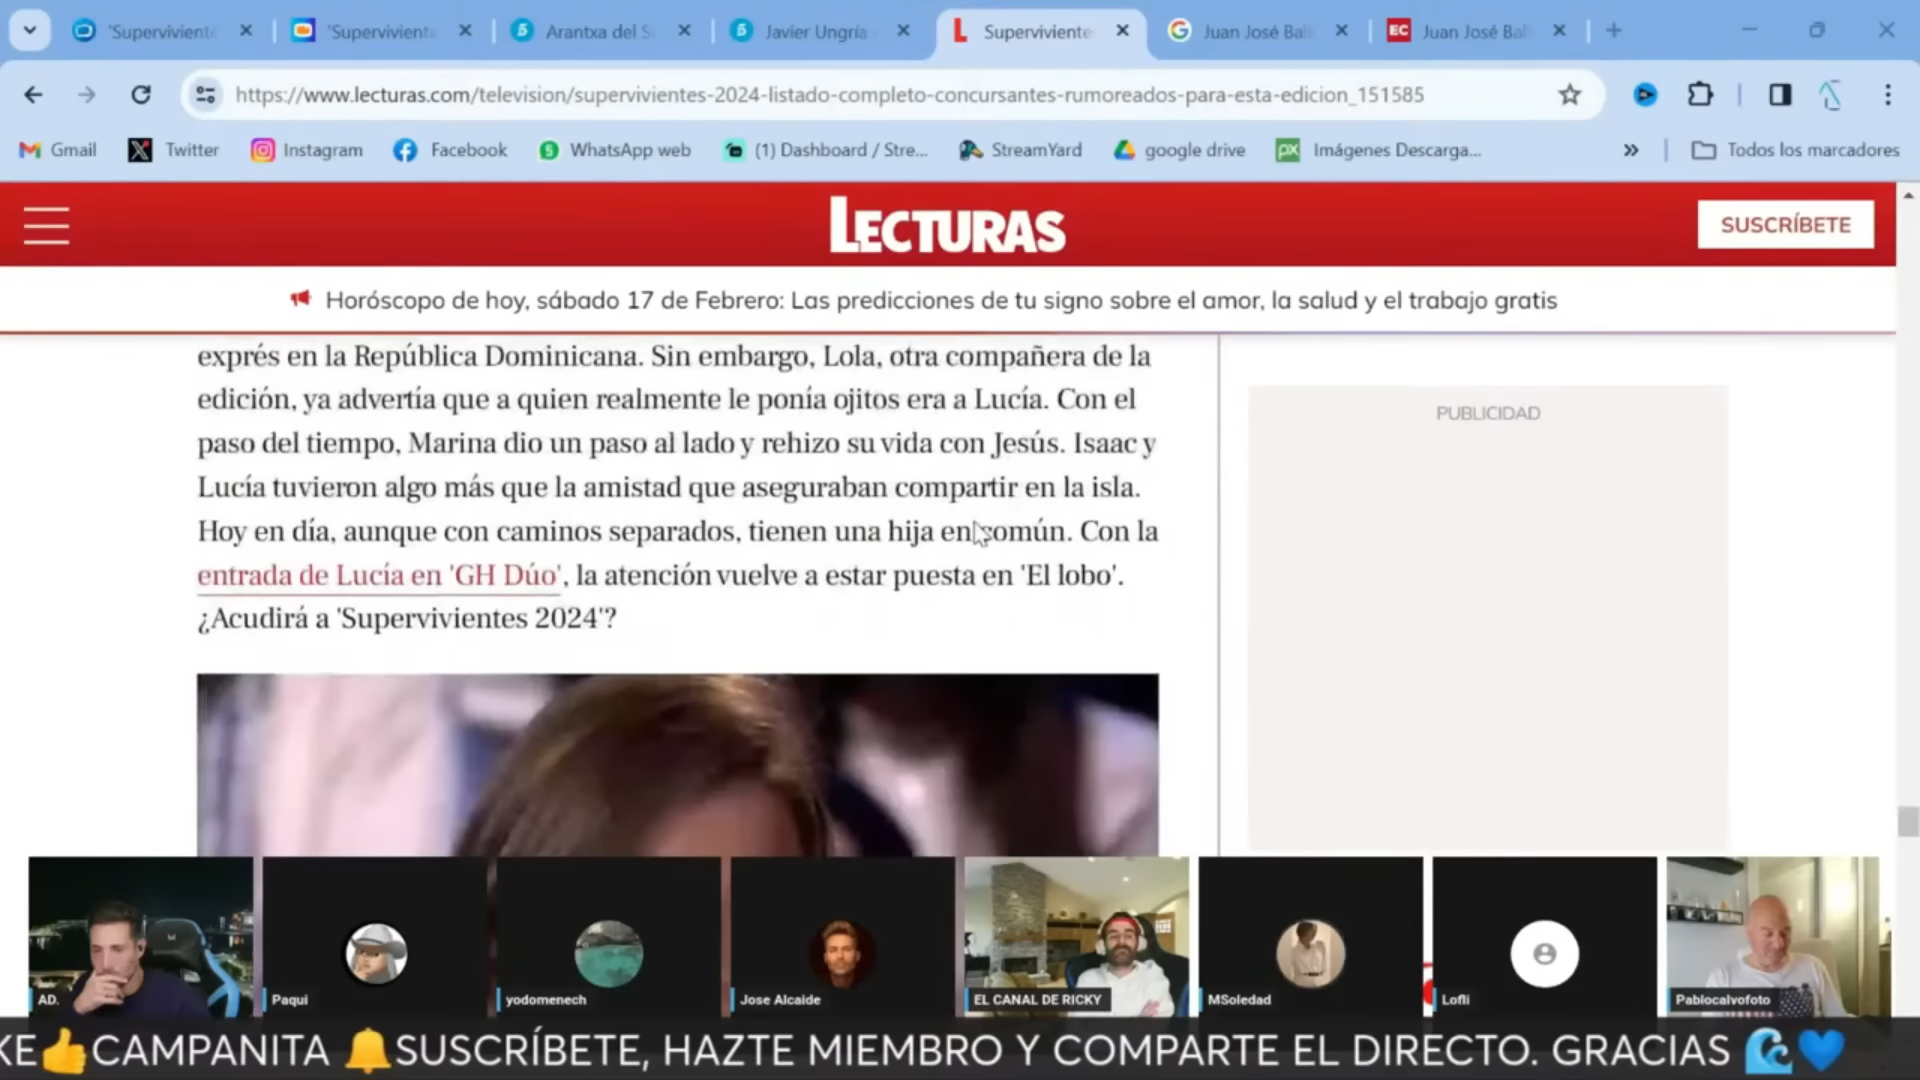 'Supervivient
'Supervivient
Arantxa del S
Javier Ungría
Superviviente
Juan José Bal
EC
Juan José Bal
https://www.lecturas.com/television/supervivientes-2024-listado-completo-concursantes-rumoreados-para-esta-edicion_151585
Gmail
Twitter
Instagram
Facebook
WhatsApp web
(1) Dashboard / Stre...
StreamYard
google drive
px
Imágenes Descarga...
Todos los marcadores
LECTURAS
SUSCRÍBETE
Horóscopo de hoy, sábado 17 de Febrero: Las predicciones de tu signo sobre el amor, la salud y el trabajo gratis
exprés en la República Dominicana. Sin embargo, Lola, otra compañera de la
edición, ya advertía que a quien realmente le ponía ojitos era a Lucía. Con el
paso del tiempo, Marina dio un paso al lado y rehizo su vida con Jesús. Isaac y
Lucía tuvieron algo más que la amistad que aseguraban compartir en la isla.
Hoy en día, aunque con caminos separados, tienen una hija en común. Con la
entrada de Lucía en 'GH Dúo', la atención vuelve a estar puesta en 'El lobo'.
¿Acudirá a 'Supervivientes 2024'?
PUBLICIDAD
AD.
Paqui
yodomenech
Jose Alcaide
EL CANAL DE RICKY
MSoledad
Lofli
Pablocalvofoto
KE👍CAMPANITA 🔔SUSCRÍBETE, HAZTE MIEMBRO Y COMPARTE EL DIRECTO. GRACIAS 🌊💙